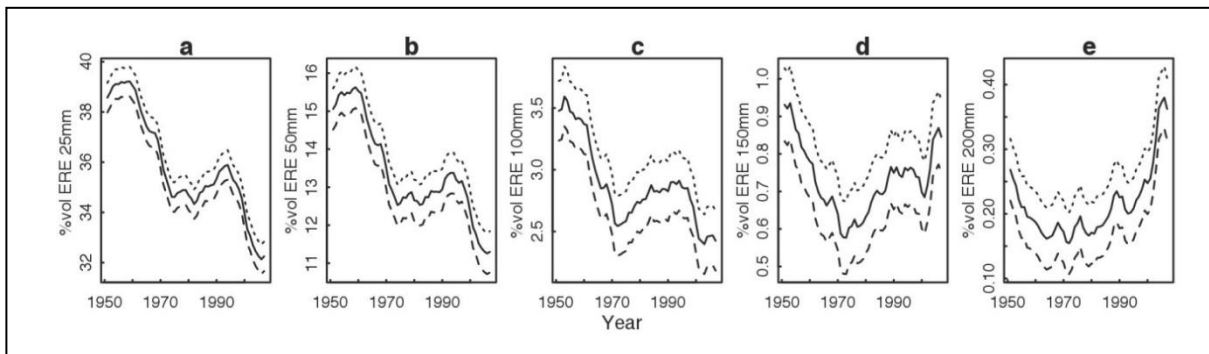 a
%vol ERE 25mm
40
38
36
34
32
1950 1970 1990
b
%vol ERE 50mm
16
15
14
13
12
11
1950 1970 1990
c
%vol ERE 100mm
3.5
3.0
2.5
1950 1970 1990
d
%vol ERE 150mm
1.0
0.9
0.8
0.7
0.6
0.5
1950 1970 1990
e
%vol ERE 200mm
0.40
0.30
0.20
0.10
1950 1970 1990
Year